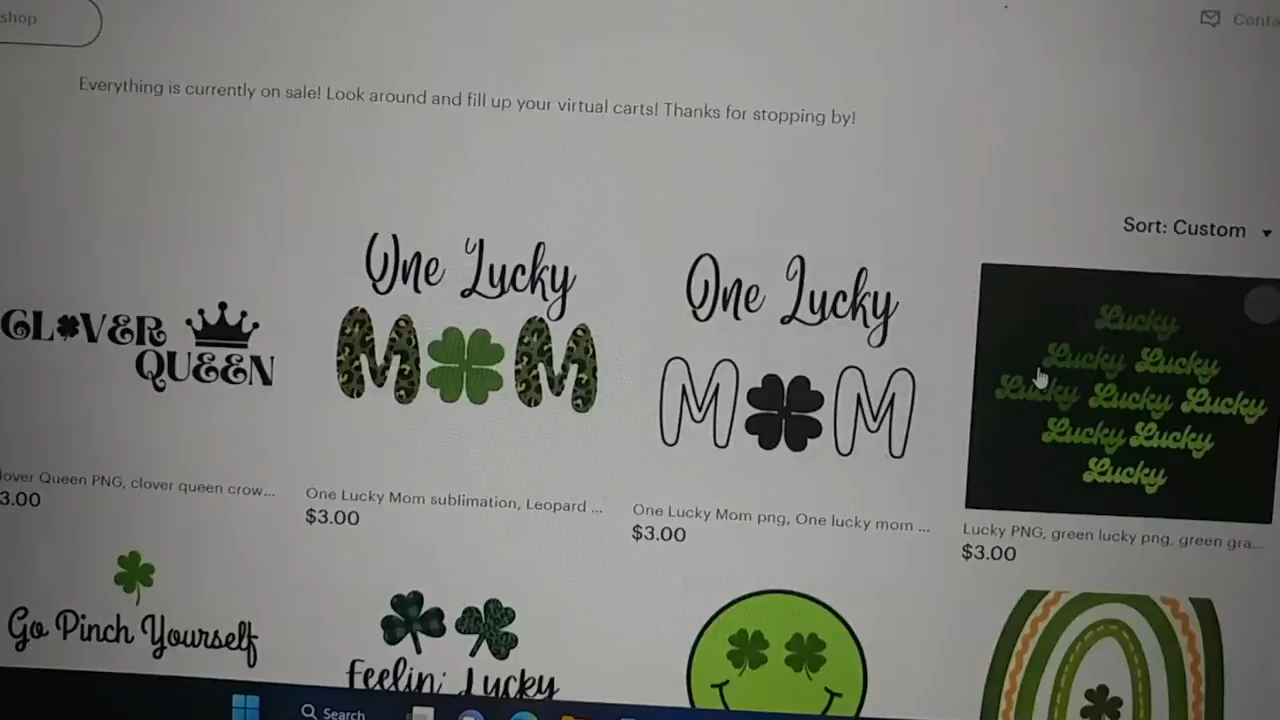 shop
Everything is currently on sale! Look around and fill up your virtual carts! Thanks for stopping by!
Sort: Custom
CLOVER
QUEEN
One Lucky
MOM
One Lucky
MOM
Lucky
Lucky Lucky
Lucky Lucky Lucky
Lucky Lucky
Lucky
lover Queen PNG, clover queen crow...
3.00
One Lucky Mom sublimation, Leopard ...
$3.00
One Lucky Mom png, One lucky mom ...
$3.00
Lucky PNG, green lucky png, green gra...
$3.00
Go Pinch Yourself
Feelin' Lucky
Search